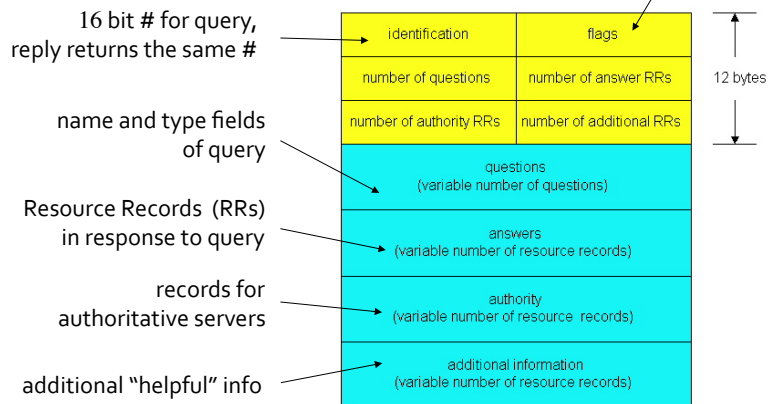 16 bit # for query,
reply returns the same #
identification
flags
number of questions
number of answer RRs
12 bytes
number of authority RRs
number of additional RRs
name and type fields
of query
questions
(variable number of questions)
Resource Records (RRs)
in response to query
answers
(variable number of resource records)
records for
authoritative servers
authority
(variable number of resource records)
additional “helpful” info
additional information
(variable number of resource records)